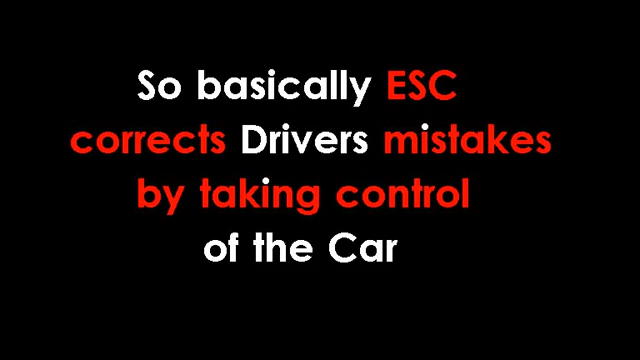 So basically ESC
corrects Drivers mistakes
by taking control
of the Car